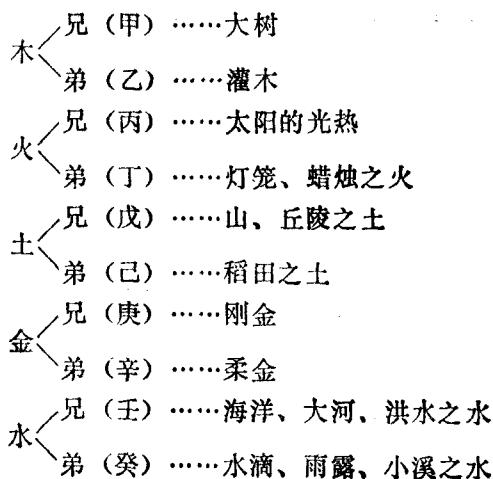 兄（甲）……大树
木
弟（乙）……灌木
兄（丙）……太阳的光热
火
弟（丁）……灯笼、蜡烛之火
兄（戊）……山、丘陵之土
土
弟（己）……稻田之土
兄（庚）……刚金
金
弟（辛）……柔金
兄（壬）……海洋、大河、洪水之水
水
弟（癸）……水滴、雨露、小溪之水